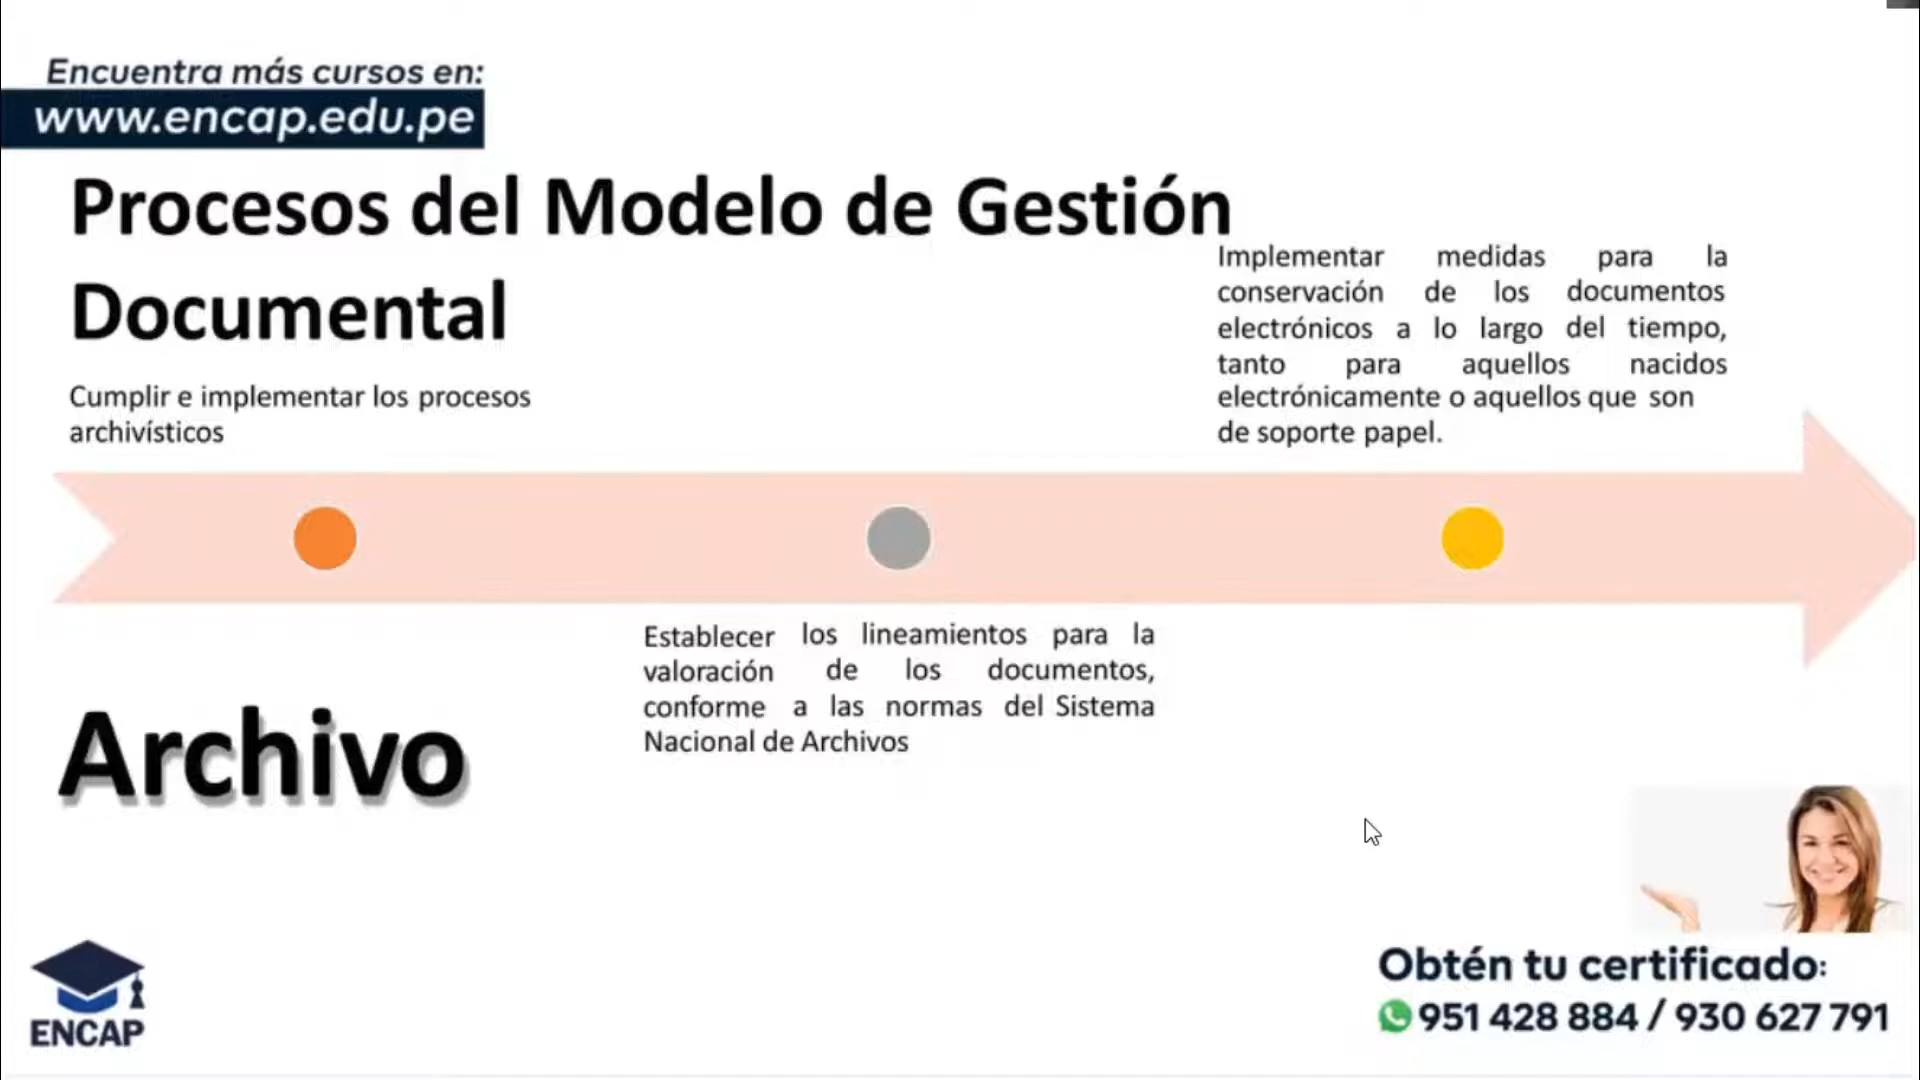 Encuentra más cursos en:
www.encap.edu.pe
Procesos del Modelo de Gestión
Documental
Implementar medidas para la
conservación de los documentos
electrónicos a lo largo del tiempo,
tanto para aquellos nacidos
electrónicamente o aquellos que son
de soporte papel.
Cumplir e implementar los procesos
archivísticos
Establecer los lineamientos para la
valoración de los documentos,
conforme a las normas del Sistema
Nacional de Archivos
Archivo
ENCAP
Obtén tu certificado:
951 428 884 / 930 627 791